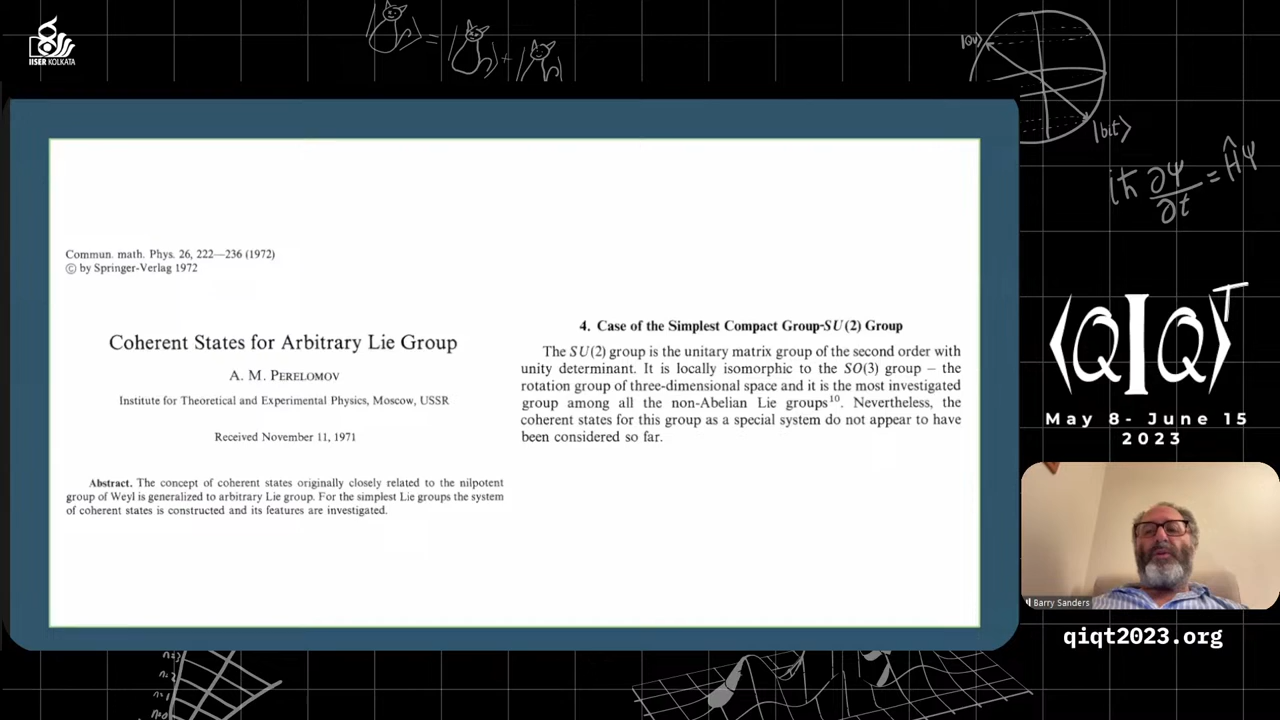 IISER KOLKATA
=
+
|0(ψ)
|bit⟩
iħ ∂ψ/∂t = Ĥψ
Commun. math. Phys. 26, 222—236 (1972)
© by Springer-Verlag 1972
Coherent States for Arbitrary Lie Group
A. M. PERELOMOV
Institute for Theoretical and Experimental Physics, Moscow, USSR
Received November 11, 1971
Abstract. The concept of coherent states originally closely related to the nilpotent
group of Weyl is generalized to arbitrary Lie group. For the simplest Lie groups the system
of coherent states is constructed and its features are investigated.
4. Case of the Simplest Compact Group-SU(2) Group
The SU(2) group is the unitary matrix group of the second order with
unity determinant. It is locally isomorphic to the SO(3) group – the
rotation group of three-dimensional space and it is the most investigated
group among all the non-Abelian Lie groups¹⁰. Nevertheless, the
coherent states for this group as a special system do not appear to have
been considered so far.
⟨QIQ⟩ᵀ
May 8- June 15
2023
Barry Sanders
qiqt2023.org
n=2
n=1
n=0